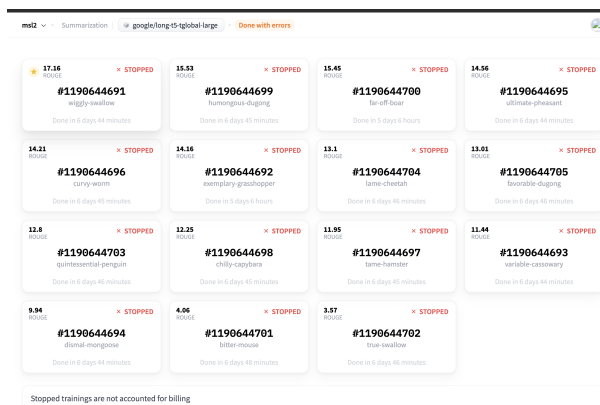 msl2 Summarization google/long-t5-tglobal-large Done with errors
17.16 ROUGE × STOPPED
#1190644691
wiggly-swallow
Done in 6 days 44 minutes
15.53 ROUGE × STOPPED
#1190644699
humongous-dugong
Done in 6 days 45 minutes
15.45 ROUGE × STOPPED
#1190644700
far-off-boar
Done in 5 days 6 hours
14.56 ROUGE × STOPPED
#1190644695
ultimate-pheasant
Done in 6 days 44 minutes
14.21 ROUGE × STOPPED
#1190644696
curvy-worm
Done in 6 days 45 minutes
14.16 ROUGE × STOPPED
#1190644692
exemplary-grasshopper
Done in 5 days 6 hours
13.1 ROUGE × STOPPED
#1190644704
lame-cheetah
Done in 6 days 46 minutes
13.01 ROUGE × STOPPED
#1190644705
favorable-dugong
Done in 6 days 46 minutes
12.8 ROUGE × STOPPED
#1190644703
quintessential-penguin
Done in 6 days 46 minutes
12.25 ROUGE × STOPPED
#1190644698
chilly-capybara
Done in 6 days 45 minutes
11.95 ROUGE × STOPPED
#1190644697
tame-hamster
Done in 6 days 45 minutes
11.44 ROUGE × STOPPED
#1190644693
variable-cassowary
Done in 6 days 44 minutes
9.94 ROUGE × STOPPED
#1190644694
dismal-mongoose
Done in 6 days 44 minutes
4.06 ROUGE × STOPPED
#1190644701
bitter-mouse
Done in 6 days 46 minutes
3.57 ROUGE × STOPPED
#1190644702
true-swallow
Done in 6 days 46 minutes
Stopped trainings are not accounted for billing